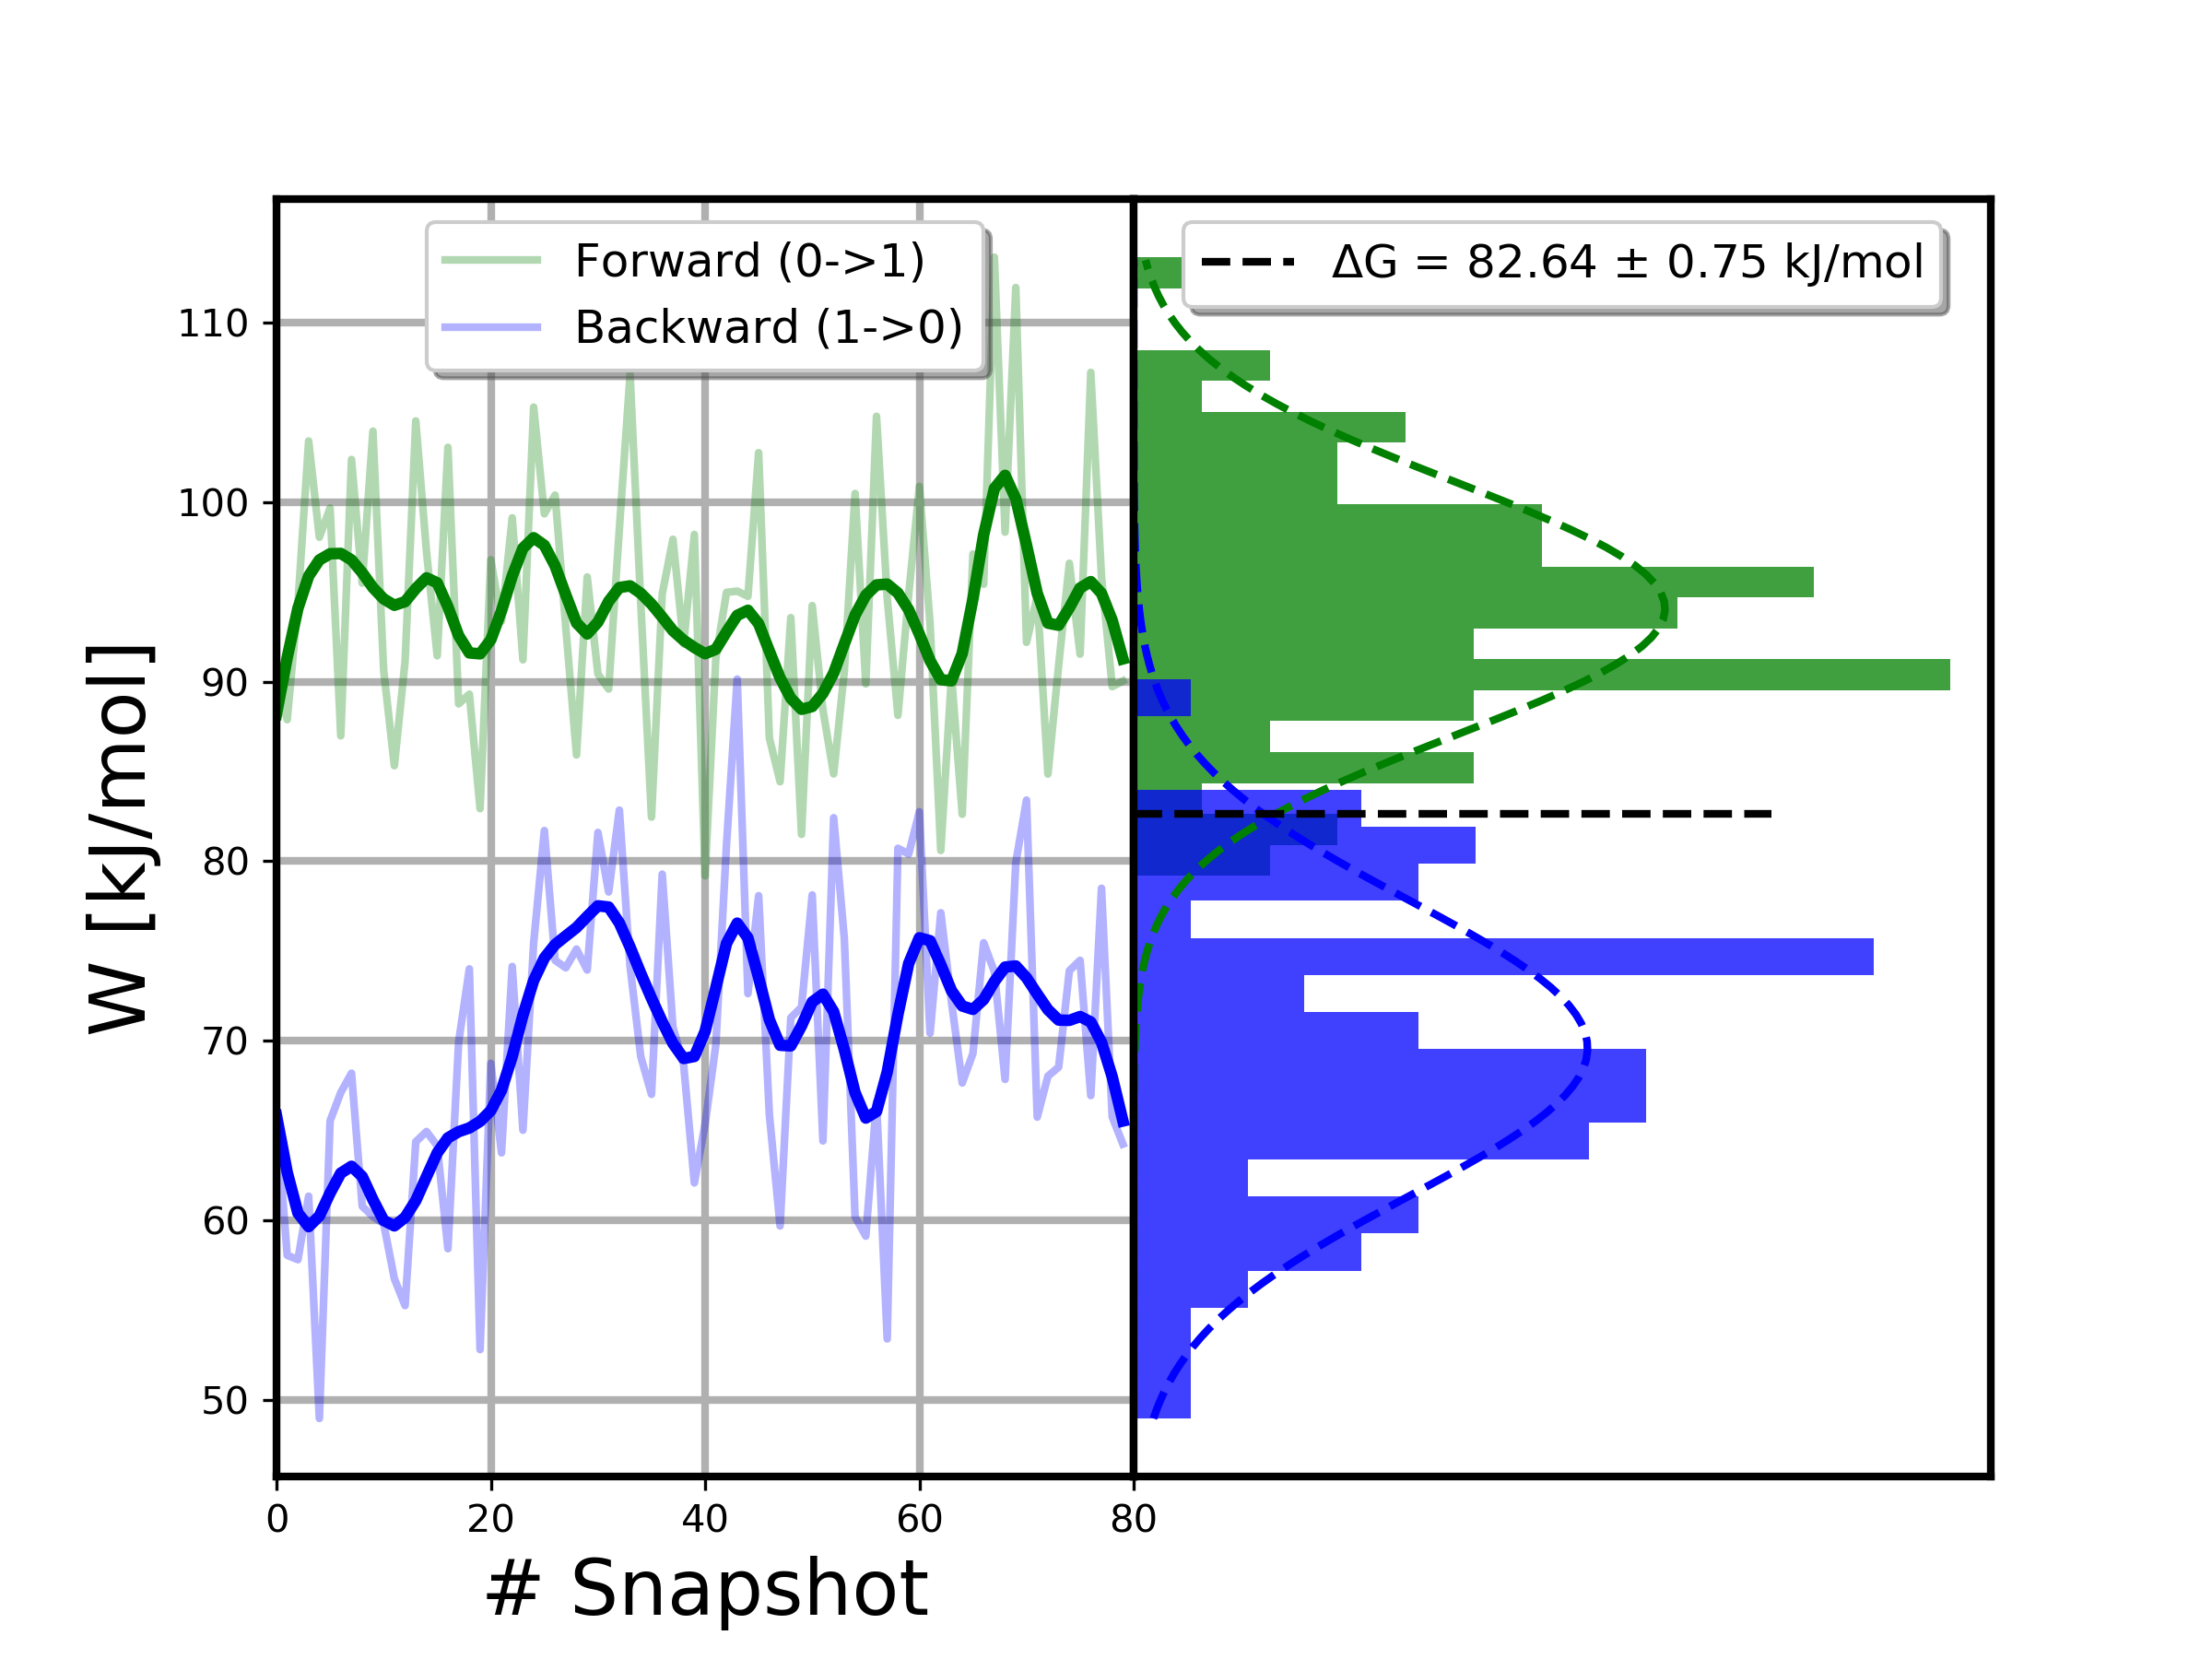 Forward (0->1)
Backward (1->0)
ΔG = 82.64 ± 0.75 kJ/mol
110
100
90
80
70
60
50
W [kJ/mol]
0
20
40
60
80
# Snapshot